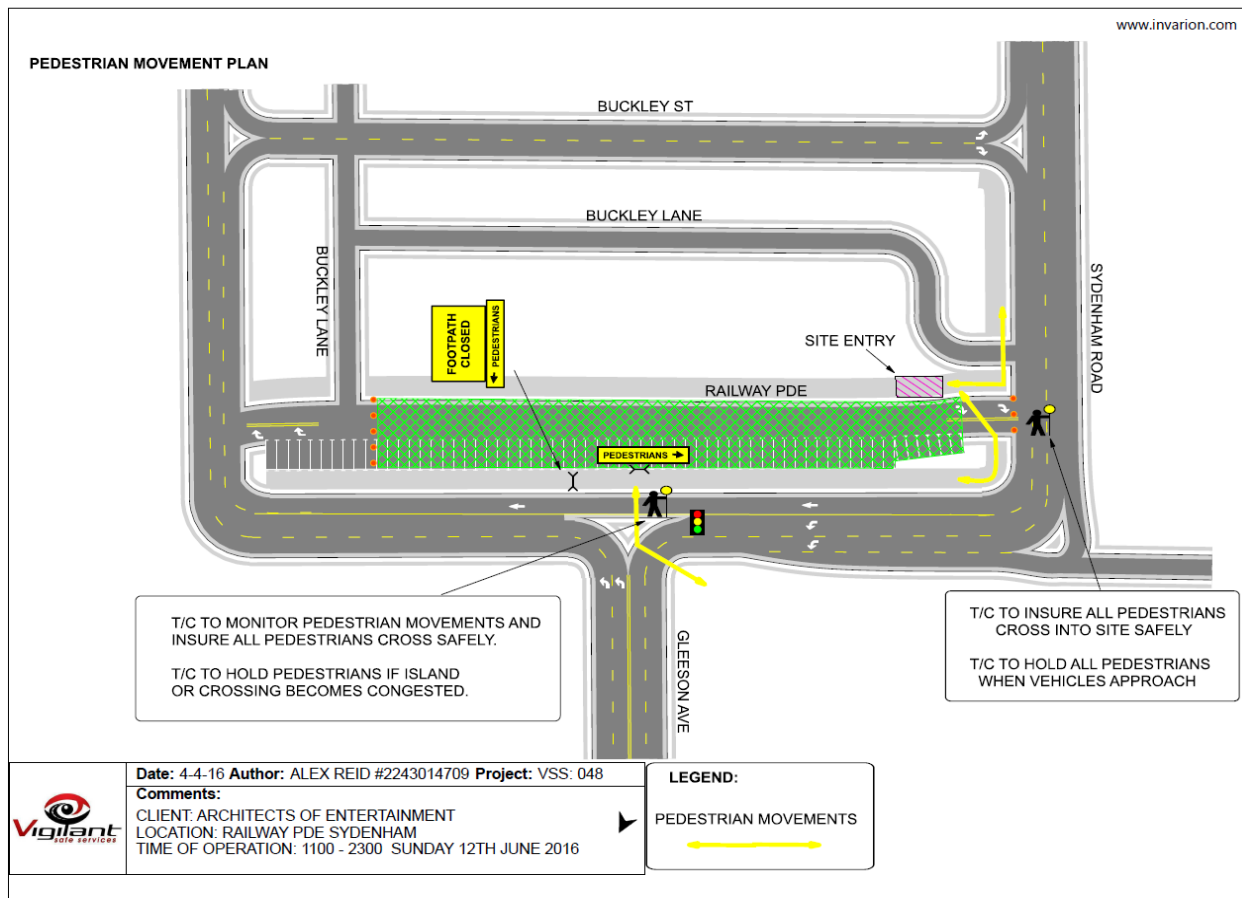 www.invarion.com
PEDESTRIAN MOVEMENT PLAN
BUCKLEY ST
BUCKLEY LANE
BUCKLEY LANE
SYDENHAM ROAD
FOOTPATH
CLOSED
PEDESTRIANS
SITE ENTRY
RAILWAY PDE
PEDESTRIANS
GLEESON AVE
T/C TO MONITOR PEDESTRIAN MOVEMENTS AND
INSURE ALL PEDESTRIANS CROSS SAFELY.
T/C TO HOLD PEDESTRIANS IF ISLAND
OR CROSSING BECOMES CONGESTED.
T/C TO INSURE ALL PEDESTRIANS
CROSS INTO SITE SAFELY
T/C TO HOLD ALL PEDESTRIANS
WHEN VEHICLES APPROACH
Vigilant
safe services
Date: 4-4-16 Author: ALEX REID #2243014709 Project: VSS: 048
Comments:
CLIENT: ARCHITECTS OF ENTERTAINMENT
LOCATION: RAILWAY PDE SYDENHAM
TIME OF OPERATION: 1100 - 2300 SUNDAY 12TH JUNE 2016
LEGEND:
PEDESTRIAN MOVEMENTS